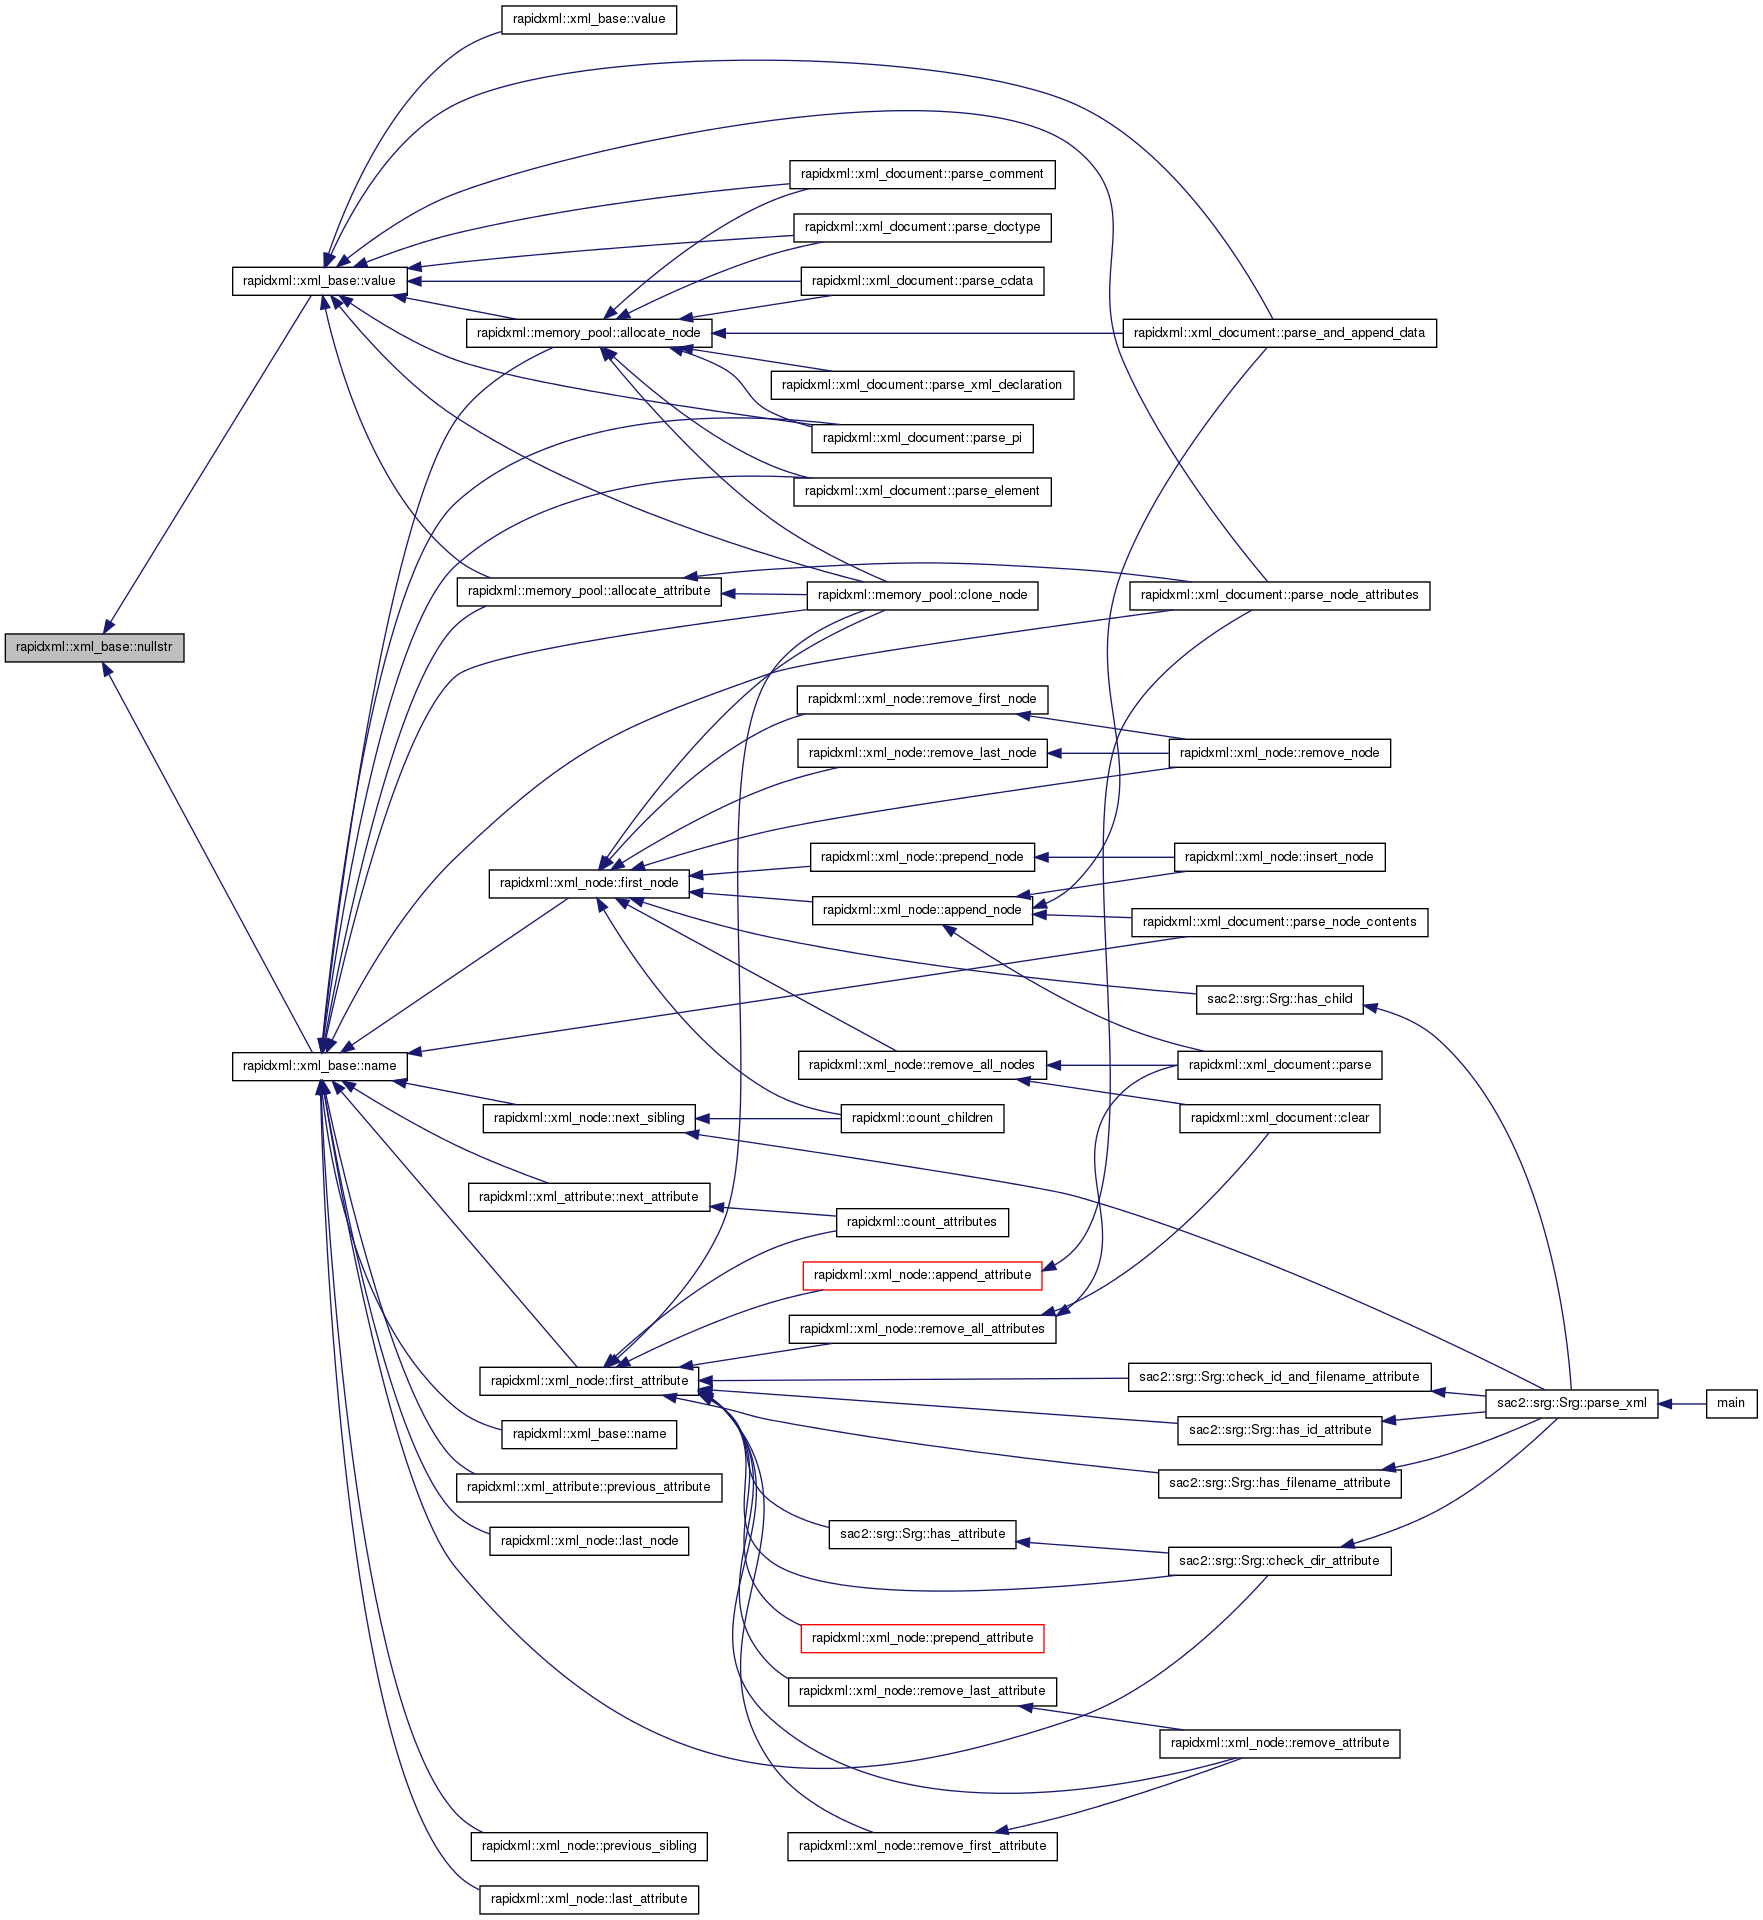 rapidxml::xml_base::value
rapidxml::xml_document::parse_comment
rapidxml::xml_document::parse_doctype
rapidxml::xml_base::value
rapidxml::xml_document::parse_cdata
rapidxml::memory_pool::allocate_node
rapidxml::xml_document::parse_and_append_data
rapidxml::xml_document::parse_xml_declaration
rapidxml::xml_document::parse_pi
rapidxml::xml_document::parse_element
rapidxml::memory_pool::allocate_attribute
rapidxml::memory_pool::clone_node
rapidxml::xml_document::parse_node_attributes
rapidxml::xml_base::nullstr
rapidxml::xml_node::remove_first_node
rapidxml::xml_node::remove_last_node
rapidxml::xml_node::remove_node
rapidxml::xml_node::prepend_node
rapidxml::xml_node::insert_node
rapidxml::xml_node::first_node
rapidxml::xml_node::append_node
rapidxml::xml_document::parse_node_contents
sac2::srg::Srg::has_child
rapidxml::xml_base::name
rapidxml::xml_node::remove_all_nodes
rapidxml::xml_document::parse
rapidxml::xml_node::next_sibling
rapidxml::count_children
rapidxml::xml_document::clear
rapidxml::xml_attribute::next_attribute
rapidxml::count_attributes
rapidxml::xml_node::append_attribute
rapidxml::xml_node::remove_all_attributes
rapidxml::xml_node::first_attribute
sac2::srg::Srg::check_id_and_filename_attribute
sac2::srg::Srg::parse_xml
main
rapidxml::xml_base::name
sac2::srg::Srg::has_id_attribute
rapidxml::xml_attribute::previous_attribute
sac2::srg::Srg::has_filename_attribute
rapidxml::xml_node::last_node
sac2::srg::Srg::has_attribute
sac2::srg::Srg::check_dir_attribute
rapidxml::xml_node::prepend_attribute
rapidxml::xml_node::remove_last_attribute
rapidxml::xml_node::remove_attribute
rapidxml::xml_node::previous_sibling
rapidxml::xml_node::remove_first_attribute
rapidxml::xml_node::last_attribute